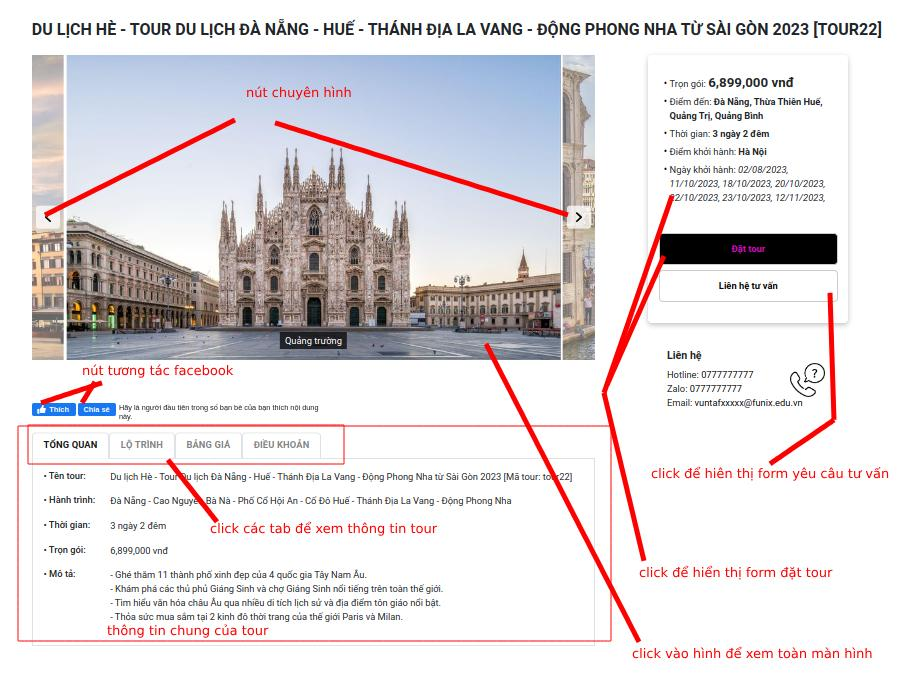 DU LỊCH HÈ - TOUR DU LỊCH ĐÀ NẴNG - HUẾ - THÁNH ĐỊA LA VANG - ĐỘNG PHONG NHA TỪ SÀI GÒN 2023 [TOUR22]
nút chuyên hình
Quảng trường
• Trọn gói: 6,899,000 vnđ
• Điểm đến: Đà Nẵng, Thừa Thiên Huế,
Quảng Trị, Quảng Bình
• Thời gian: 3 ngày 2 đêm
• Điểm khởi hành: Hà Nội
• Ngày khởi hành: 02/08/2023,
11/10/2023, 18/10/2023, 20/10/2023,
22/10/2023, 23/10/2023, 12/11/2023,
Đặt tour
Liên hệ tư vấn
Liên hệ
Hotline: 0777777777
Zalo: 0777777777
Email: vuntafxxxxx@funix.edu.vn
nút tương tác facebook
Thích Chia sẻ Hãy là người đầu tiên trong số bạn bè của bạn thích nội dung
này.
TỔNG QUAN LỘ TRÌNH BẢNG GIÁ ĐIỀU KHOẢN
• Tên tour: Du lịch Hè - Tour Du lịch Đà Nẵng - Huế - Thánh Địa La Vang - Động Phong Nha từ Sài Gòn 2023 [Mã tour: tour22]
• Hành trình: Đà Nẵng - Cao Nguyên Bà Nà - Phố Cổ Hội An - Cố Đô Huế - Thánh Địa La Vang - Động Phong Nha
• Thời gian: 3 ngày 2 đêm
click các tab để xem thông tin tour
• Trọn gói: 6,899,000 vnđ
• Mô tả: - Ghé thăm 11 thành phố xinh đẹp của 4 quốc gia Tây Nam Âu.
- Khám phá các thủ phủ Giáng Sinh và chợ Giáng Sinh nổi tiếng trên toàn thế giới.
- Tìm hiểu văn hóa châu Âu qua nhiều di tích lịch sử và địa điểm tôn giáo nổi bật.
- Thỏa sức mua sắm tại 2 kinh đô thời trang của thế giới Paris và Milan.
thông tin chung của tour
click để hiên thị form yêu câu tư vấn
click để hiển thị form đặt tour
click vào hình để xem toàn màn hình